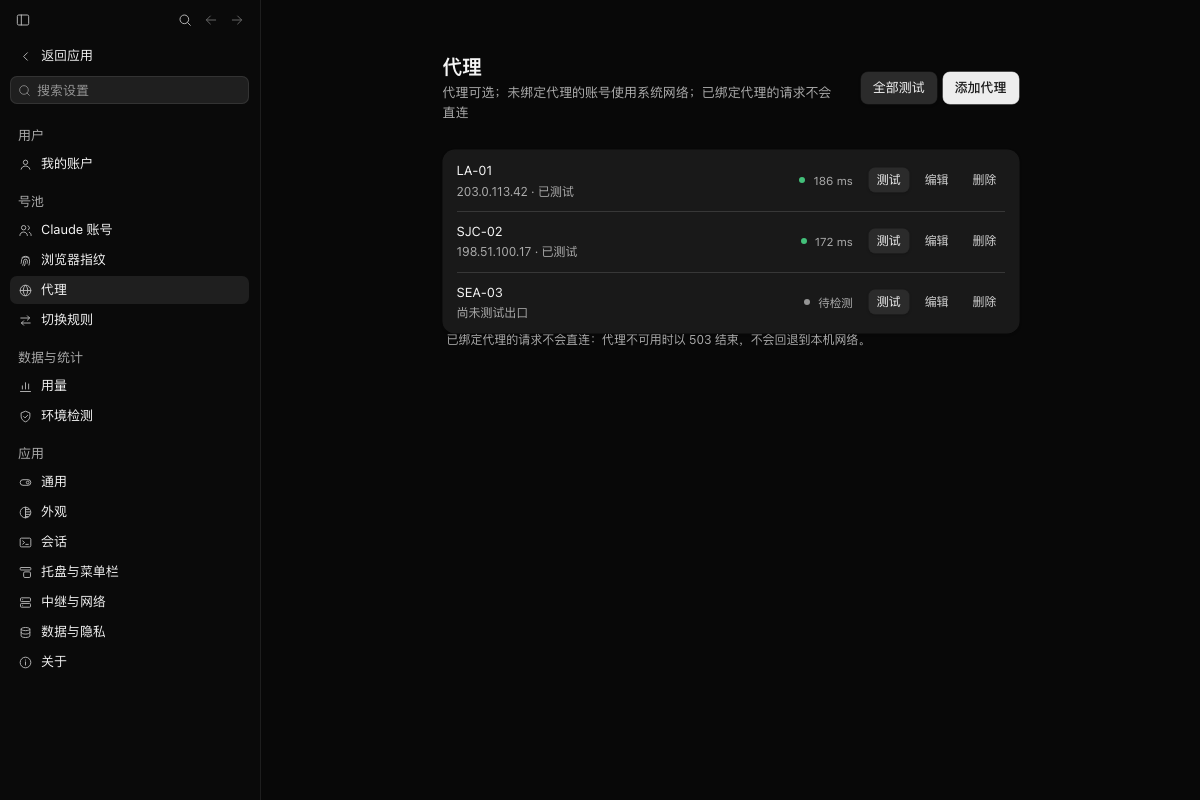 返回应用
搜索设置
用户
我的账户
号池
Claude 账号
浏览器指纹
代理
切换规则
数据与统计
用量
环境检测
应用
通用
外观
会话
托盘与菜单栏
中继与网络
数据与隐私
关于
代理
代理可选；未绑定代理的账号使用系统网络；已绑定代理的请求不会
直连
全部测试 添加代理
LA-01
203.0.113.42 · 已测试
186 ms 测试 编辑 删除
SJC-02
198.51.100.17 · 已测试
172 ms 测试 编辑 删除
SEA-03
尚未测试出口
待检测 测试 编辑 删除
已绑定代理的请求不会直连：代理不可用时以 503 结束，不会回退到本机网络。